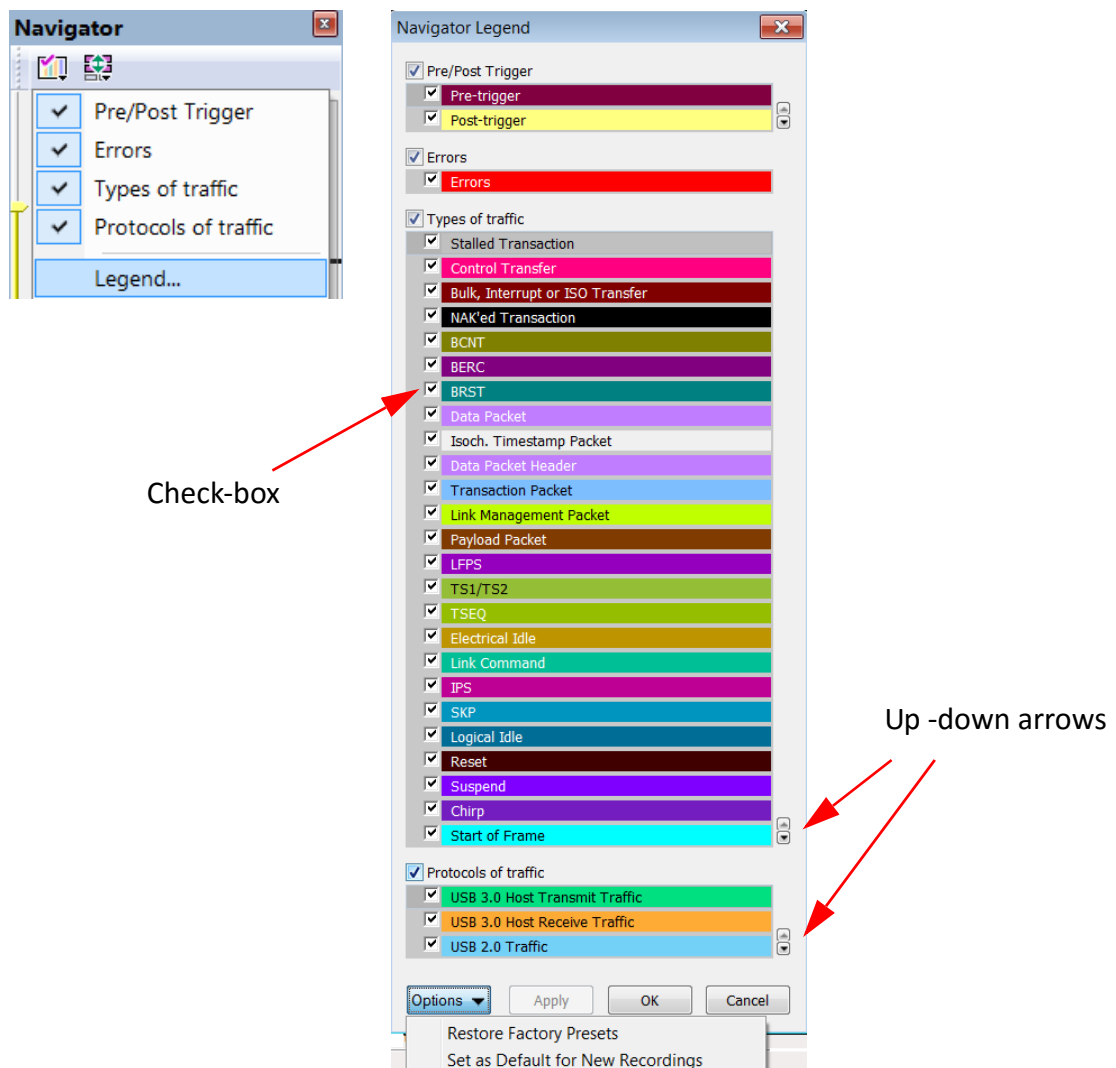 Navigator
Pre/Post Trigger
Errors
Types of traffic
Protocols of traffic
Legend...
Navigator Legend
Pre/Post Trigger
Pre-trigger
Post-trigger
Errors
Errors
Types of traffic
Stalled Transaction
Control Transfer
Bulk, Interrupt or ISO Transfer
NAK'ed Transaction
BCNT
BERC
BRST
Data Packet
Isoch. Timestamp Packet
Data Packet Header
Transaction Packet
Link Management Packet
Payload Packet
LFPS
TS1/TS2
TSEQ
Electrical Idle
Link Command
IPS
SKP
Logical Idle
Reset
Suspend
Chirp
Start of Frame
Protocols of traffic
USB 3.0 Host Transmit Traffic
USB 3.0 Host Receive Traffic
USB 2.0 Traffic
Options Apply OK Cancel
Restore Factory Presets
Set as Default for New Recordings
Check-box
Up -down arrows